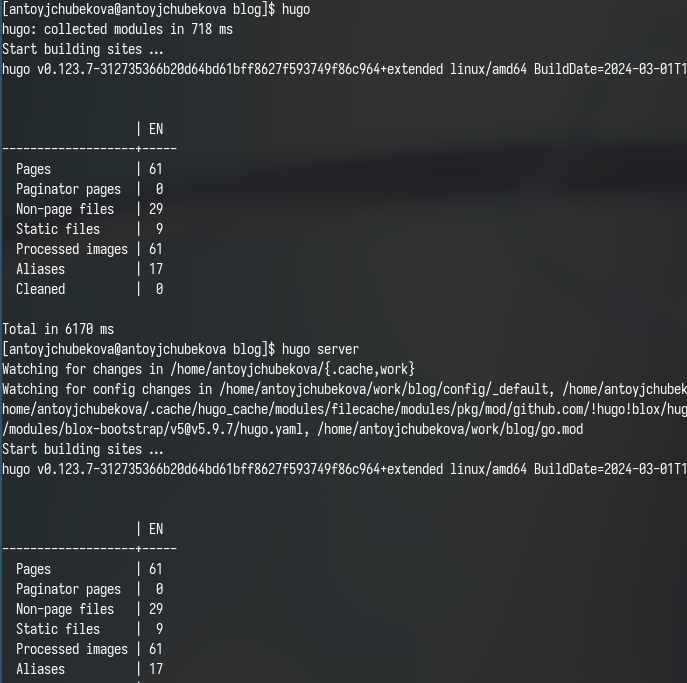 [antoyjchubekova@antoyjchubekova blog]$ hugo
hugo: collected modules in 718 ms
Start building sites …
hugo v0.123.7-312735366b20d64bd61bff8627f593749f86c964+extended linux/amd64 BuildDate=2024-03-01T1
| EN
-------------------+-----
Pages | 61
Paginator pages | 0
Non-page files | 29
Static files | 9
Processed images | 61
Aliases | 17
Cleaned | 0
Total in 6170 ms
[antoyjchubekova@antoyjchubekova blog]$ hugo server
Watching for changes in /home/antoyjchubekova/{.cache,work}
Watching for config changes in /home/antoyjchubekova/work/blog/config/_default, /home/antoyjchubek
home/antoyjchubekova/.cache/hugo_cache/modules/filecache/modules/pkg/mod/github.com/!hugo!blox/hug
/modules/blox-bootstrap/v5@v5.9.7/hugo.yaml, /home/antoyjchubekova/work/blog/go.mod
Start building sites …
hugo v0.123.7-312735366b20d64bd61bff8627f593749f86c964+extended linux/amd64 BuildDate=2024-03-01T1
| EN
-------------------+-----
Pages | 61
Paginator pages | 0
Non-page files | 29
Static files | 9
Processed images | 61
Aliases | 17